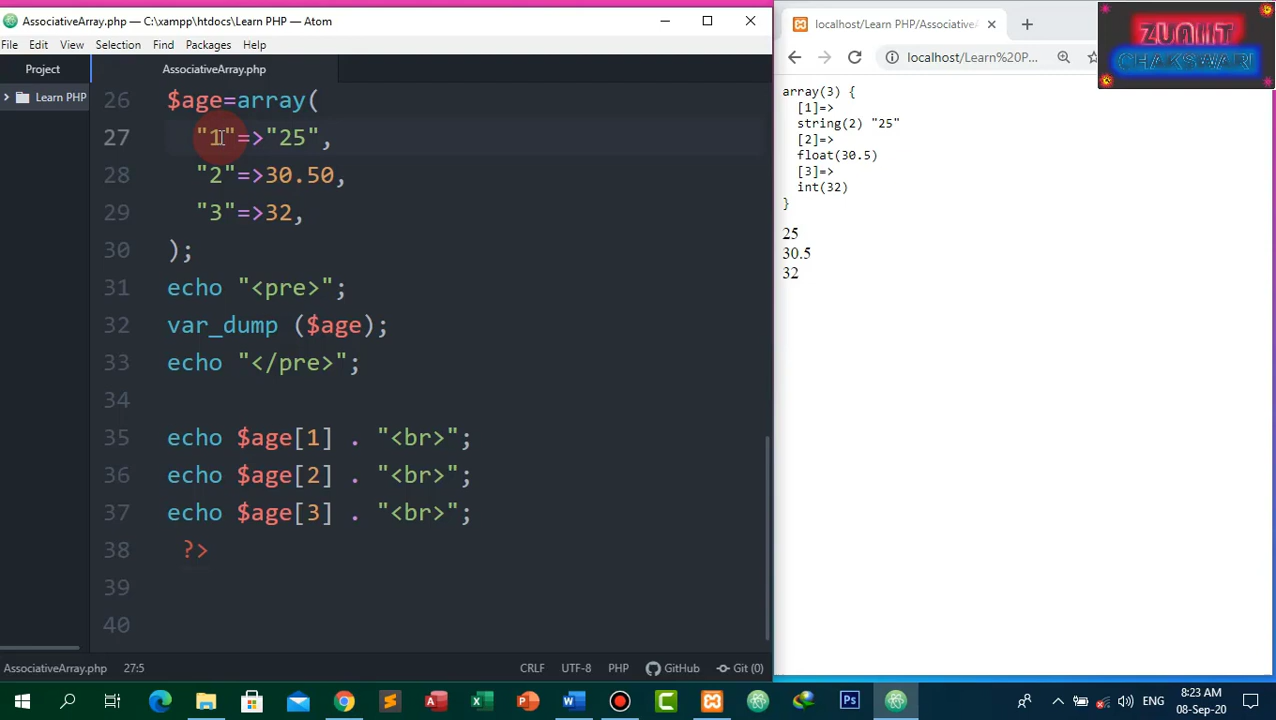 AssociativeArray.php — C:\xampp\htdocs\Learn PHP — Atom
File Edit View Selection Find Packages Help
Project
AssociativeArray.php
Learn PHP
26 $age=array(
27 "1"=>"25",
28 "2"=>30.50,
29 "3"=>32,
30 );
31 echo "<pre>";
32 var_dump ($age);
33 echo "</pre>";
34
35 echo $age[1] . "<br>";
36 echo $age[2] . "<br>";
37 echo $age[3] . "<br>";
38 ?>
39
40
AssociativeArray.php 27:5 CRLF UTF-8 PHP GitHub Git (0)
localhost/Learn PHP/Associative
localhost/Learn%20P...
ZUAIIT
CHAKSWARI
array(3) {
[1]=>
string(2) "25"
[2]=>
float(30.5)
[3]=>
int(32)
}
25
30.5
32
ENG
8:23 AM
08-Sep-20